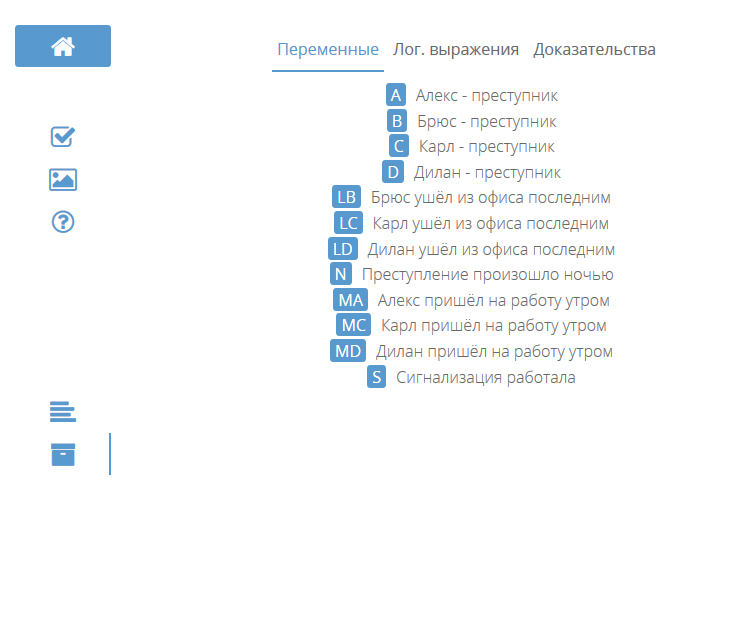 Переменные Лог. выражения Доказательства
A Алекс - преступник
B Брюс - преступник
C Карл - преступник
D Дилан - преступник
LB Брюс ушёл из офиса последним
LC Карл ушёл из офиса последним
LD Дилан ушёл из офиса последним
N Преступление произошло ночью
MA Алекс пришёл на работу утром
MC Карл пришёл на работу утром
MD Дилан пришёл на работу утром
S Сигнализация работала